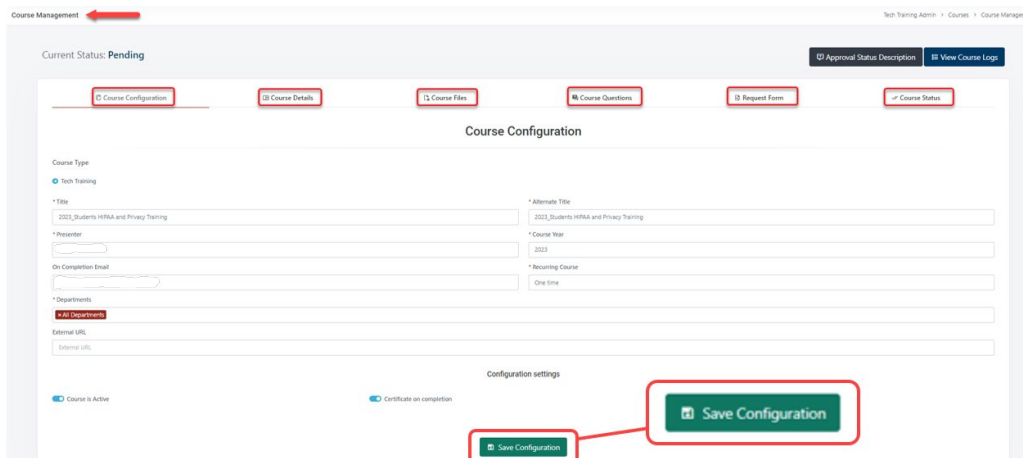 Course Management
Tech Training Admin > Courses > Course Manage
Current Status: Pending
Approval Status Description
View Course Logs
Course Configuration
Course Details
Course Files
Course Questions
Request Form
Course Status
Course Configuration
Course Type
Tech Training
* Title
* Alternate Title
2023_Students HIPAA and Privacy Training
2023_Students HIPAA and Privacy Training
* Presenter
* Course Year
2023
On Completion Email
* Recurring Course
One time
* Departments
× All Departments
External URL
External URL
Configuration settings
Course is Active
Certificate on completion
Save Configuration
Save Configuration